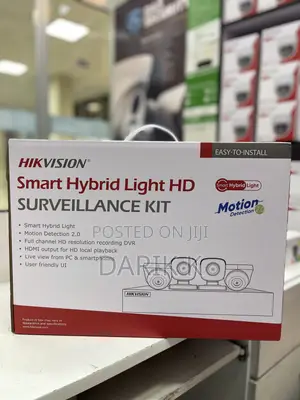 HIKVISION®
EASY-TO-INSTALL
Smart Hybrid Light HD
SURVEILLANCE KIT
Smart Hybrid Light
Motion Detection 2.0
• Smart Hybrid Light
• Motion Detection 2.0
• Full channel HD resolution recording DVR
• HDMI output for HD local playback
• Live view from PC & smartphone
• User friendly UI
POSTED ON JIJI
HIKVISION